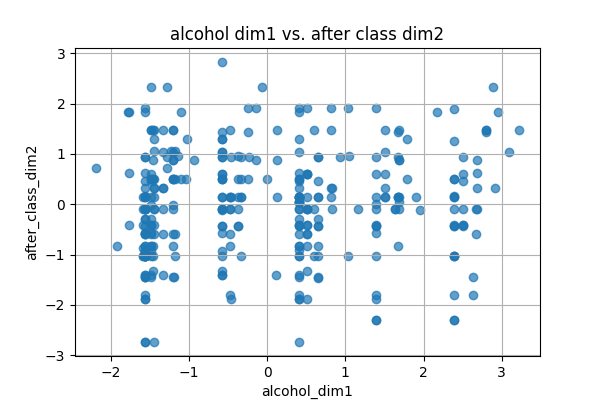 alcohol dim1 vs. after class dim2
3
2
1
0
−1
−2
−3
after_class_dim2
−2 −1 0 1 2 3
alcohol_dim1